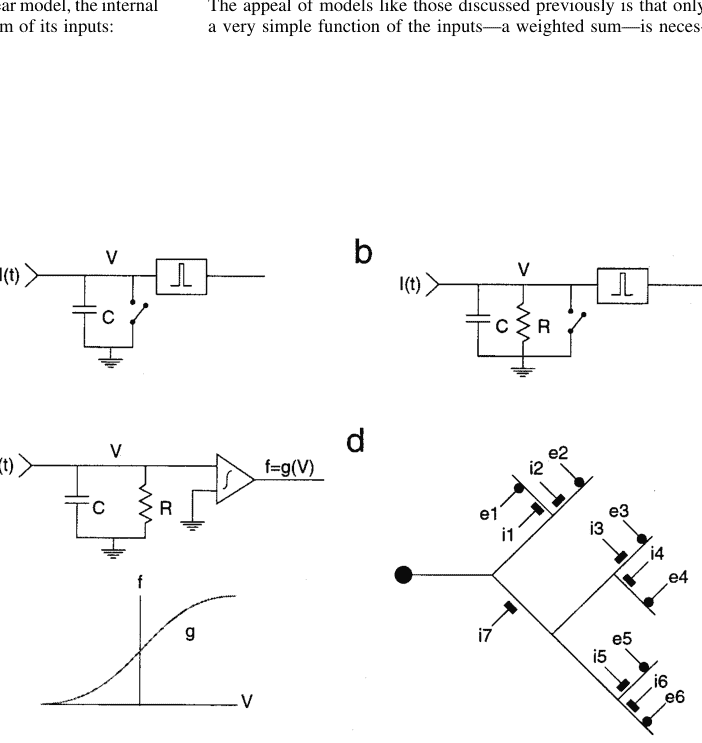 ear model, the internal
m of its inputs:
The appeal of models like those discussed previously is that only
a very simple function of the inputs—a weighted sum—is neces-
I(t)
V
C
b
I(t)
V
C
R
(t)
V
C
R
f=g(V)
f
g
V
d
e1
i1
i2
e2
i3
e3
i4
e4
i7
i5
e5
i6
e6